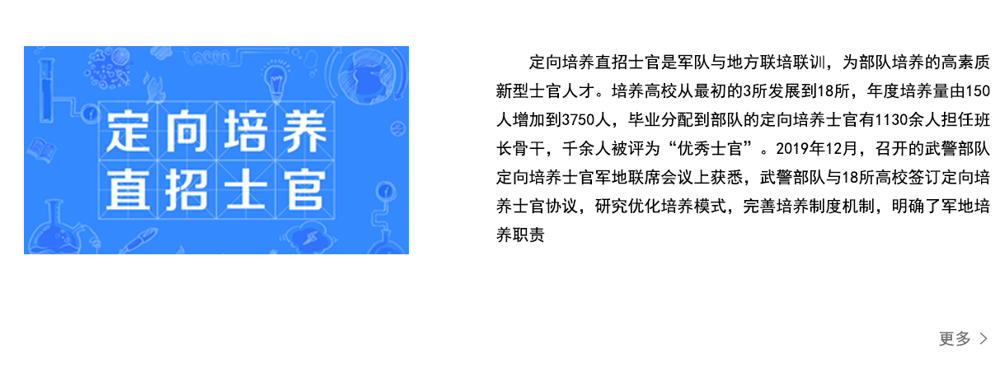 定向培养
直招士官
定向培养直招士官是军队与地方联培联训，为部队培养的高素质
新型士官人才。培养高校从最初的3所发展到18所，年度培养量由150
人增加到3750人，毕业分配到部队的定向培养士官有1130余人担任班
长骨干，千余人被评为“优秀士官”。2019年12月，召开的武警部队
定向培养士官军地联席会议上获悉，武警部队与18所高校签订定向培
养士官协议，研究优化培养模式，完善培养制度机制，明确了军地培
养职责
更多 >